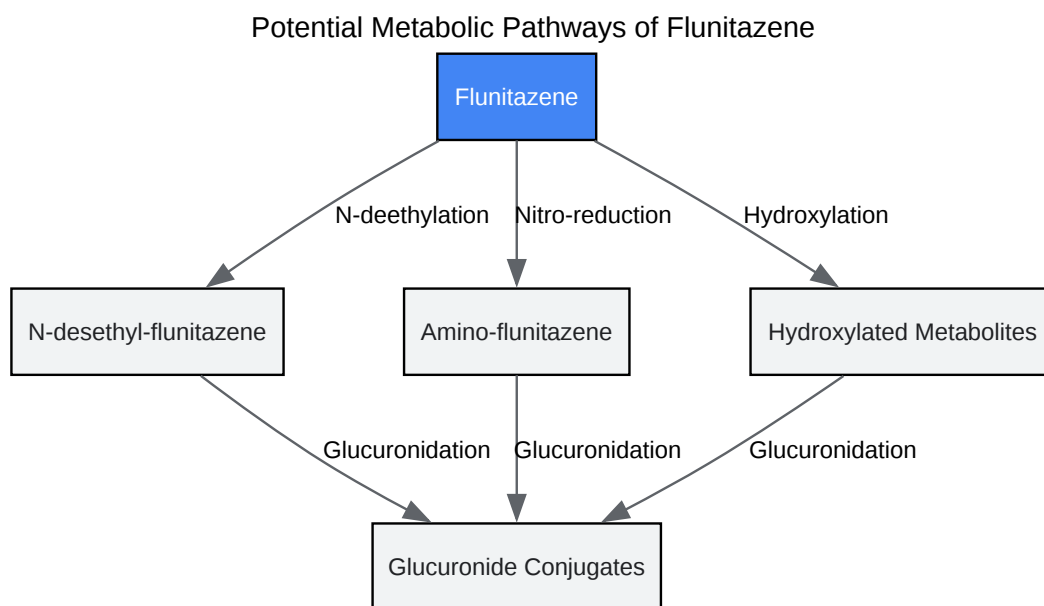 Potential Metabolic Pathways of Flunitazene
Flunitazene
N-deethylation
Nitro-reduction
Hydroxylation
N-desethyl-flunitazene
Amino-flunitazene
Hydroxylated Metabolites
Glucuronidation
Glucuronidation
Glucuronidation
Glucuronide Conjugates